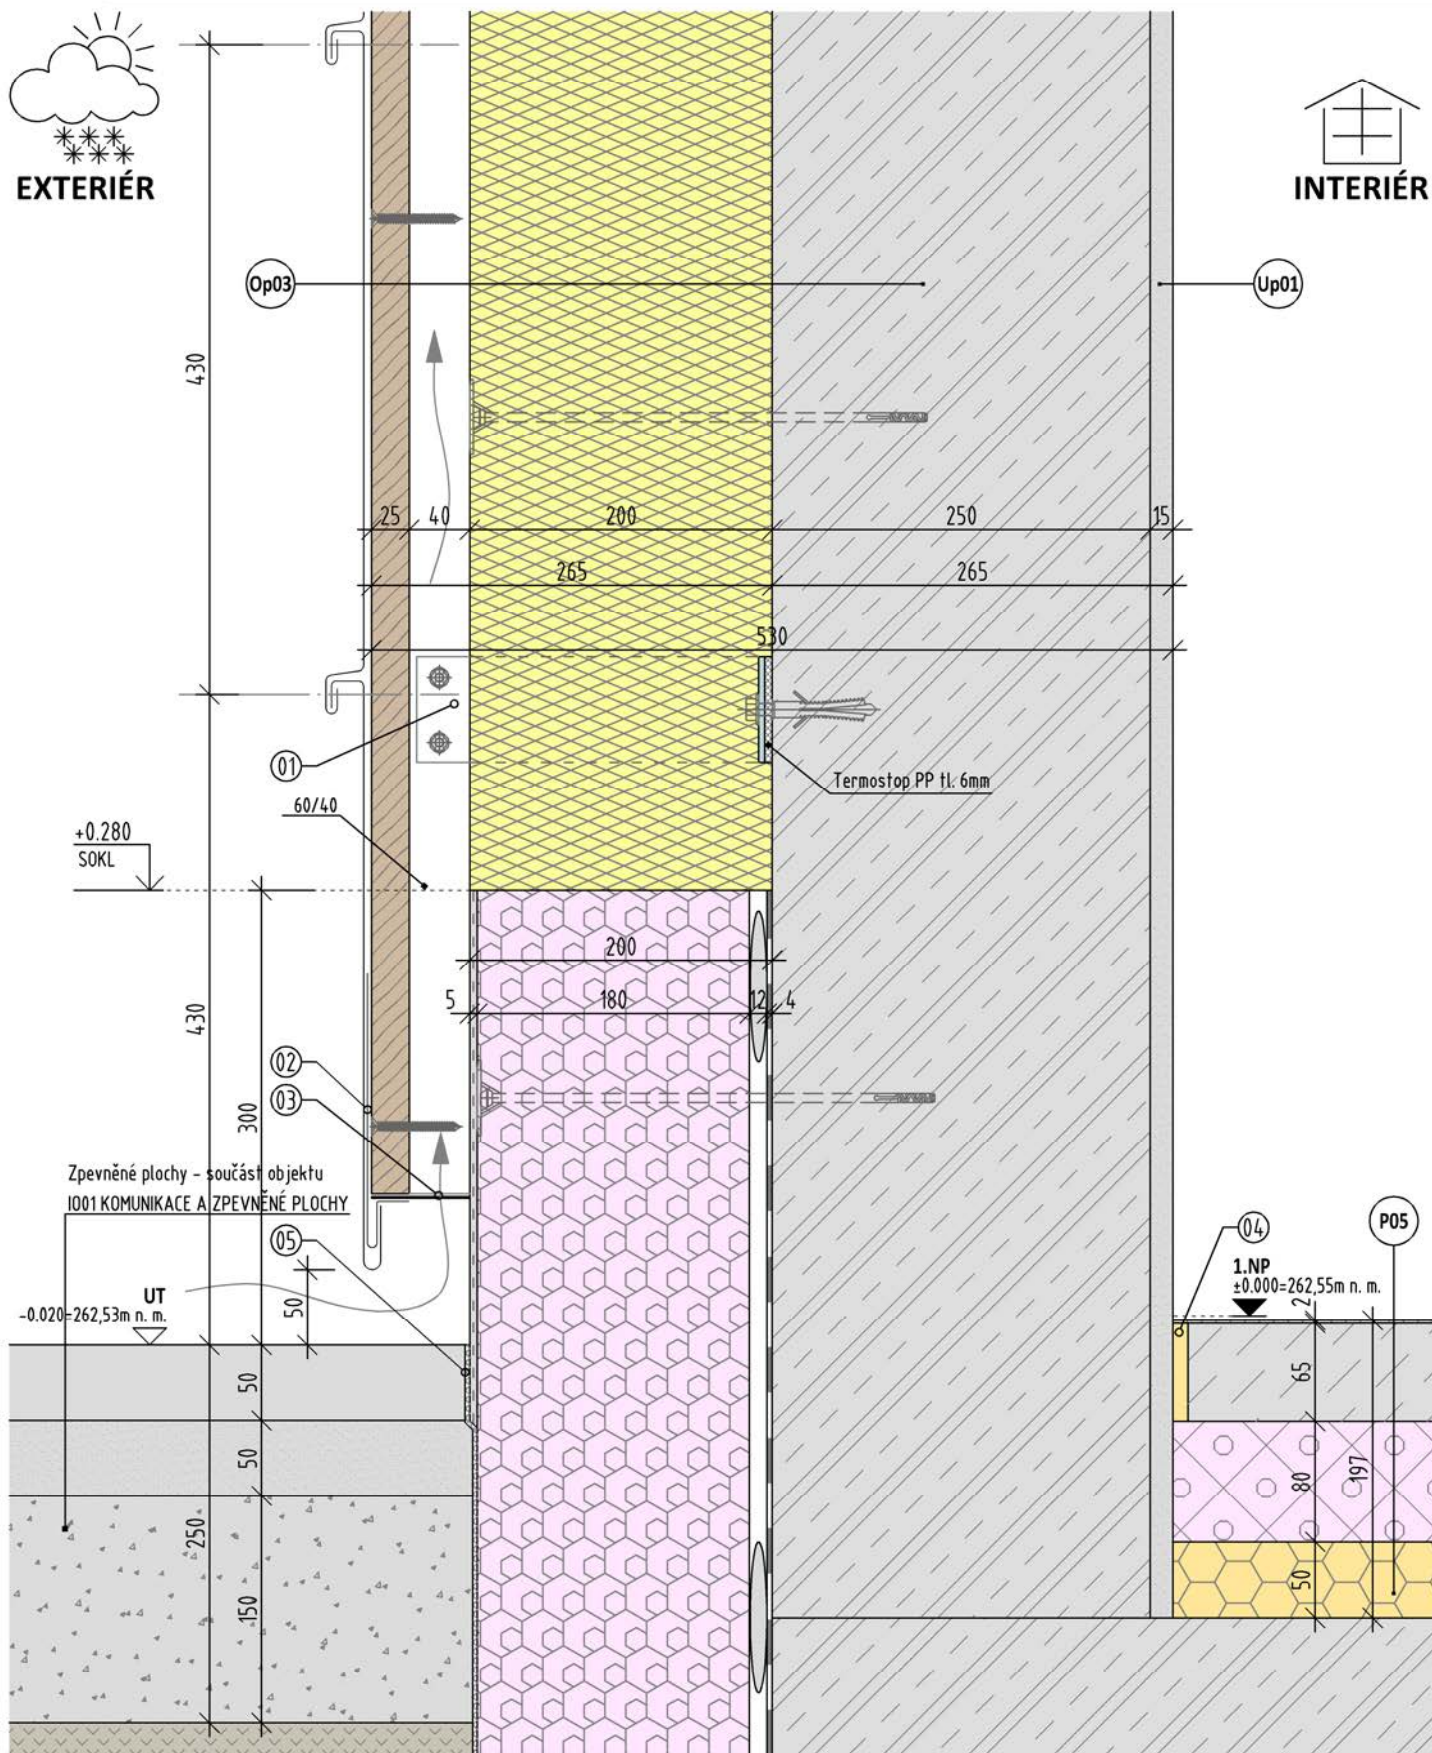 EXTERIÉR
INTERIÉR
Op03
Up01
430
25
40
200
250
15
265
265
530
01
Termostop PP tl. 6mm
60/40
+0.280
SOKL
200
5
180
12
4
430
02
03
300
Zpevněné plochy - součást objektu
IO01 KOMUNIKACE A ZPEVNĚNÉ PLOCHY
05
04
P05
1.NP
±0.000=262,55m n. m.
UT
-0.020=262,53m n. m.
50
2
50
65
50
80
197
250
150
50